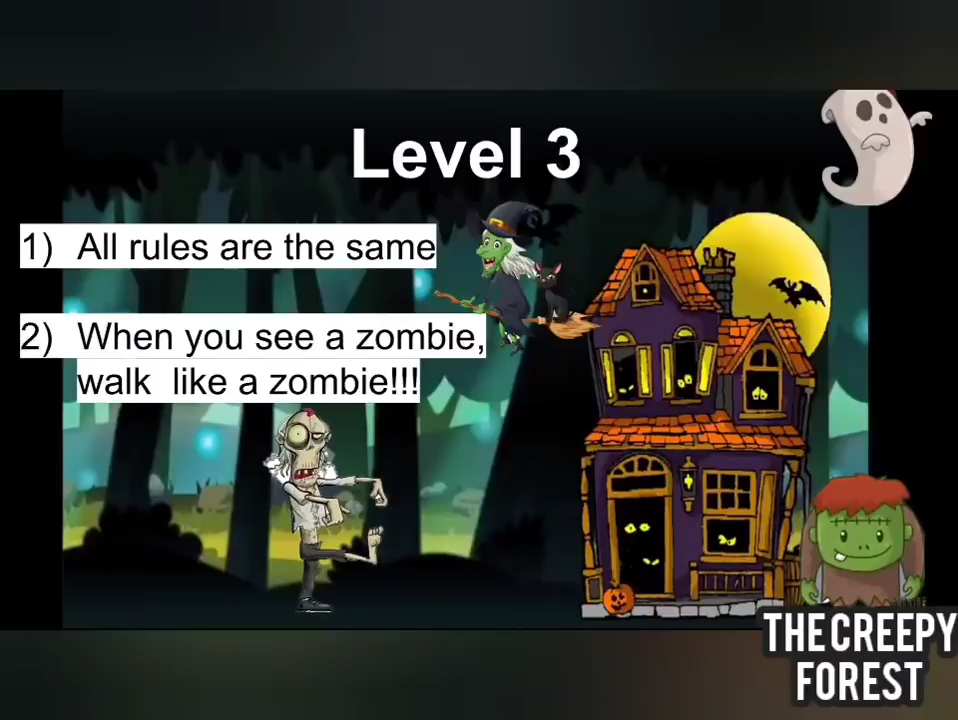 Level 3
1) All rules are the same
2) When you see a zombie,
walk like a zombie!!!
THE CREEPY
FOREST